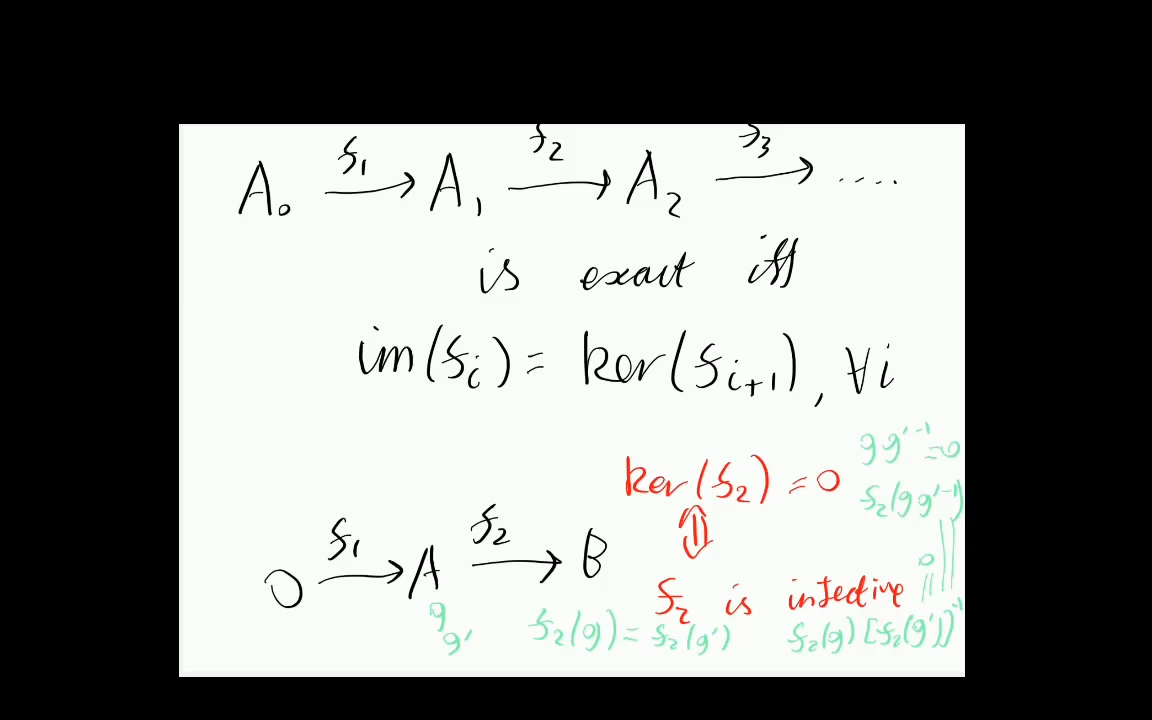 A₀ —f₁→ A₁ —f₂→ A₂ —f₃→ ....
is exact iff
im(fᵢ) = ker(fᵢ₊₁), ∀i
gg'⁻¹=0
ker(f₂) = 0
f₂(gg'⁻¹)
⇕
|||
0 —f₁→ A —f₂→ B
0
f₂ is injective
||
g
g'
f₂(g) = f₂(g')
f₂(g)[f₂(g')]⁻¹